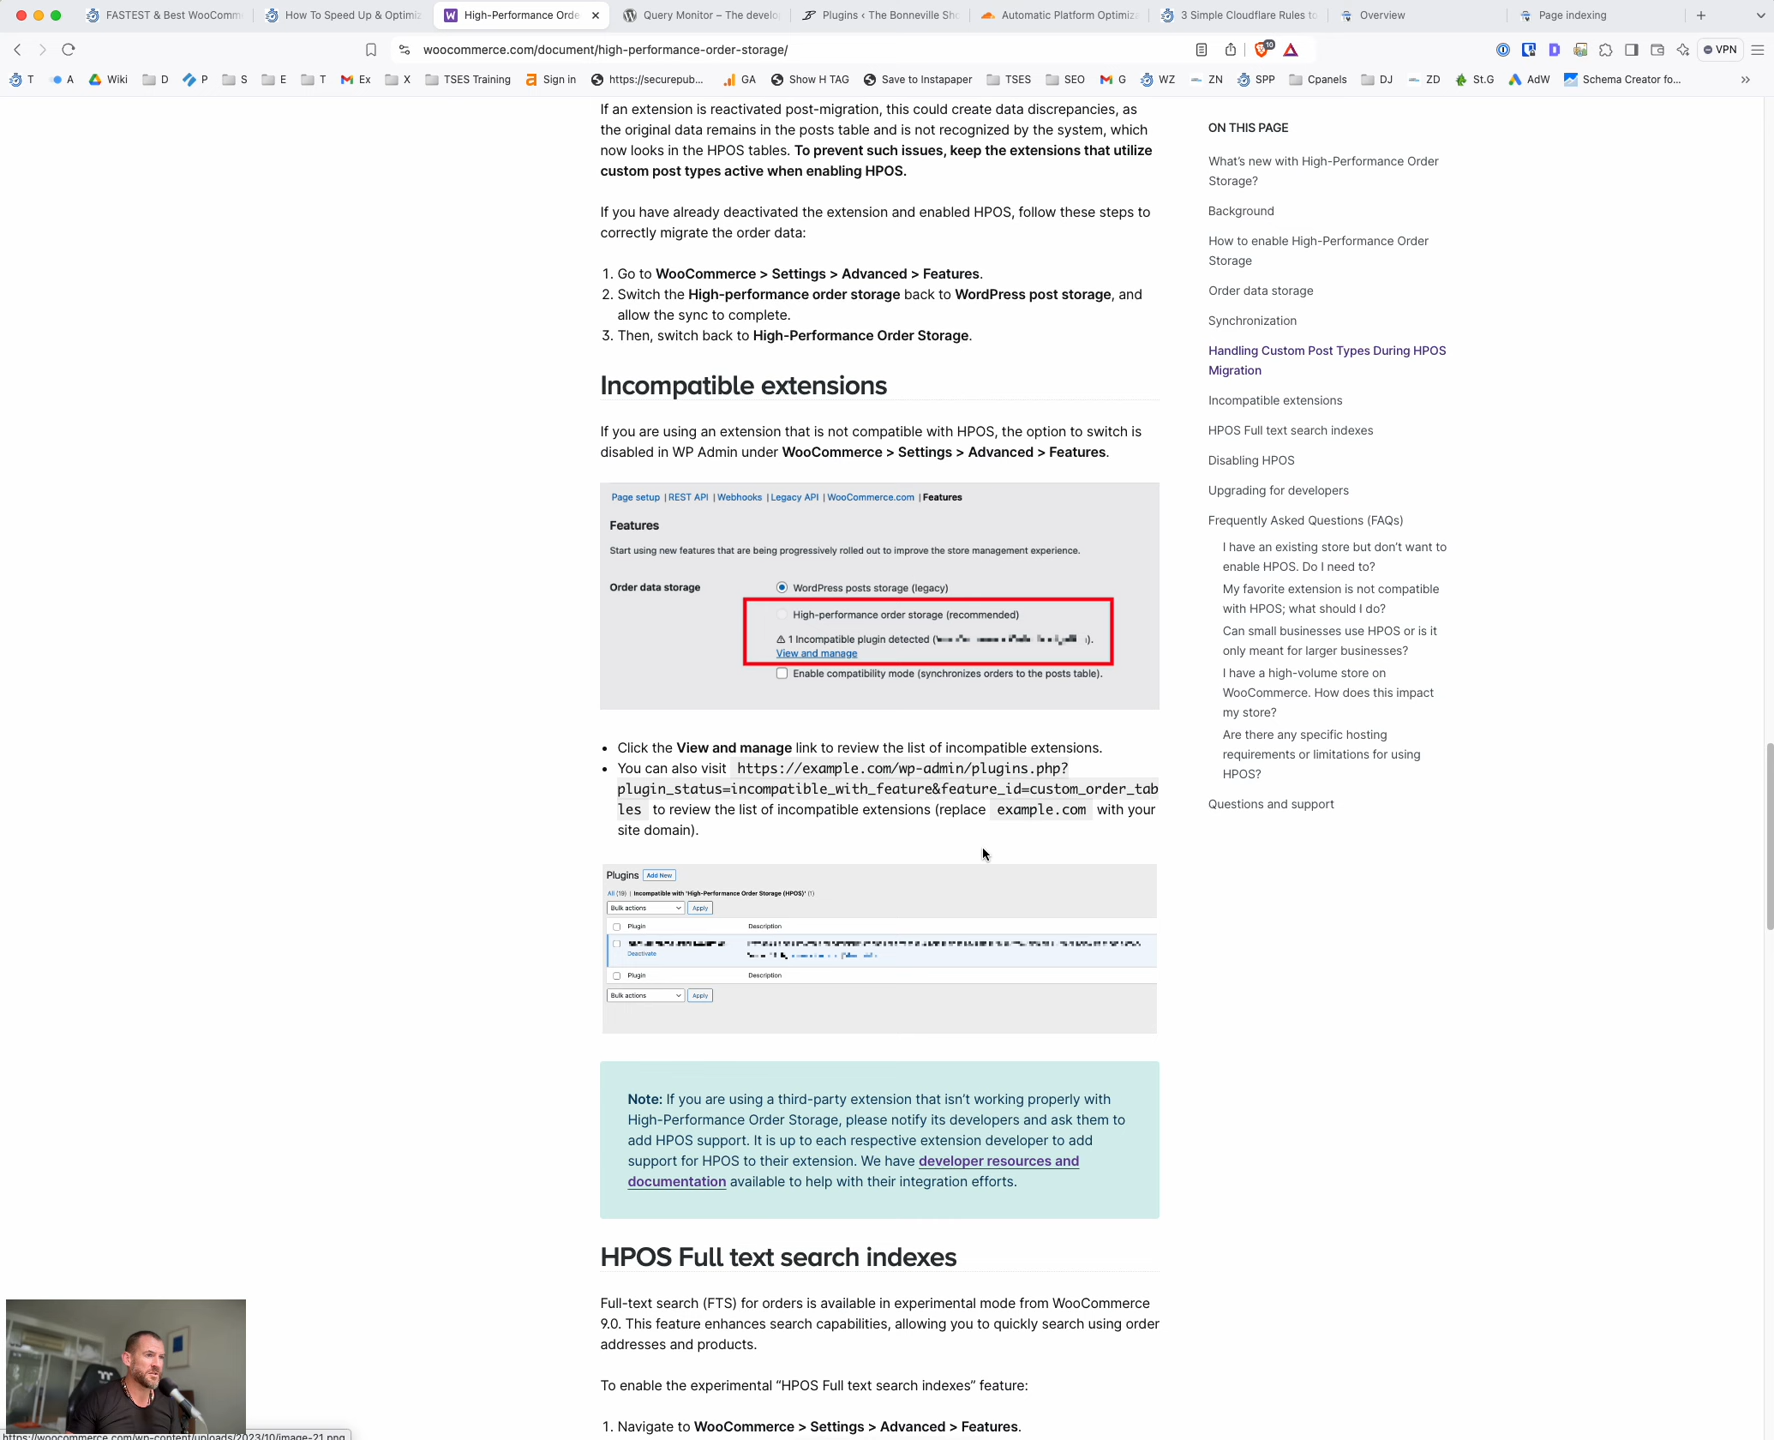 FASTEST & Best WooComm
How To Speed Up & Optimiz
High-Performance Orde
Query Monitor – The develo
Plugins ‹ The Bonneville Sho
Automatic Platform Optimiza
3 Simple Cloudflare Rules to
Overview
Page indexing
woocommerce.com/document/high-performance-order-storage/
10
VPN
T
A
Wiki
D
P
S
E
T
Ex
X
TSES Training
Sign in
https://securepub...
GA
Show H TAG
Save to Instapaper
TSES
SEO
G
WZ
ZN
SPP
Cpanels
DJ
ZD
St.G
AdW
Schema Creator fo...
If an extension is reactivated post-migration, this could create data discrepancies, as
the original data remains in the posts table and is not recognized by the system, which
now looks in the HPOS tables. To prevent such issues, keep the extensions that utilize
custom post types active when enabling HPOS.
If you have already deactivated the extension and enabled HPOS, follow these steps to
correctly migrate the order data:
1. Go to WooCommerce > Settings > Advanced > Features.
2. Switch the High-performance order storage back to WordPress post storage, and
allow the sync to complete.
3. Then, switch back to High-Performance Order Storage.
Incompatible extensions
If you are using an extension that is not compatible with HPOS, the option to switch is
disabled in WP Admin under WooCommerce > Settings > Advanced > Features.
Page setup | REST API | Webhooks | Legacy API | WooCommerce.com | Features
Features
Start using new features that are being progressively rolled out to improve the store management experience.
Order data storage
WordPress posts storage (legacy)
High-performance order storage (recommended)
1 Incompatible plugin detected (
).
View and manage
Enable compatibility mode (synchronizes orders to the posts table).
• Click the View and manage link to review the list of incompatible extensions.
• You can also visit https://example.com/wp-admin/plugins.php?
plugin_status=incompatible_with_feature&feature_id=custom_order_tab
les to review the list of incompatible extensions (replace example.com with your
site domain).
Plugins Add New
All (19) | Incompatible with 'High-Performance Order Storage (HPOS)' (1)
Bulk actions Apply
Plugin Description
Deactivate
Plugin Description
Bulk actions Apply
Note: If you are using a third-party extension that isn’t working properly with
High-Performance Order Storage, please notify its developers and ask them to
add HPOS support. It is up to each respective extension developer to add
support for HPOS to their extension. We have developer resources and
documentation available to help with their integration efforts.
HPOS Full text search indexes
Full-text search (FTS) for orders is available in experimental mode from WooCommerce
9.0. This feature enhances search capabilities, allowing you to quickly search using order
addresses and products.
To enable the experimental “HPOS Full text search indexes” feature:
1. Navigate to WooCommerce > Settings > Advanced > Features.
ON THIS PAGE
What’s new with High-Performance Order
Storage?
Background
How to enable High-Performance Order
Storage
Order data storage
Synchronization
Handling Custom Post Types During HPOS
Migration
Incompatible extensions
HPOS Full text search indexes
Disabling HPOS
Upgrading for developers
Frequently Asked Questions (FAQs)
I have an existing store but don’t want to
enable HPOS. Do I need to?
My favorite extension is not compatible
with HPOS; what should I do?
Can small businesses use HPOS or is it
only meant for larger businesses?
I have a high-volume store on
WooCommerce. How does this impact
my store?
Are there any specific hosting
requirements or limitations for using
HPOS?
Questions and support
https://woocommerce.com/wp-content/uploads/2023/10/image-21.png